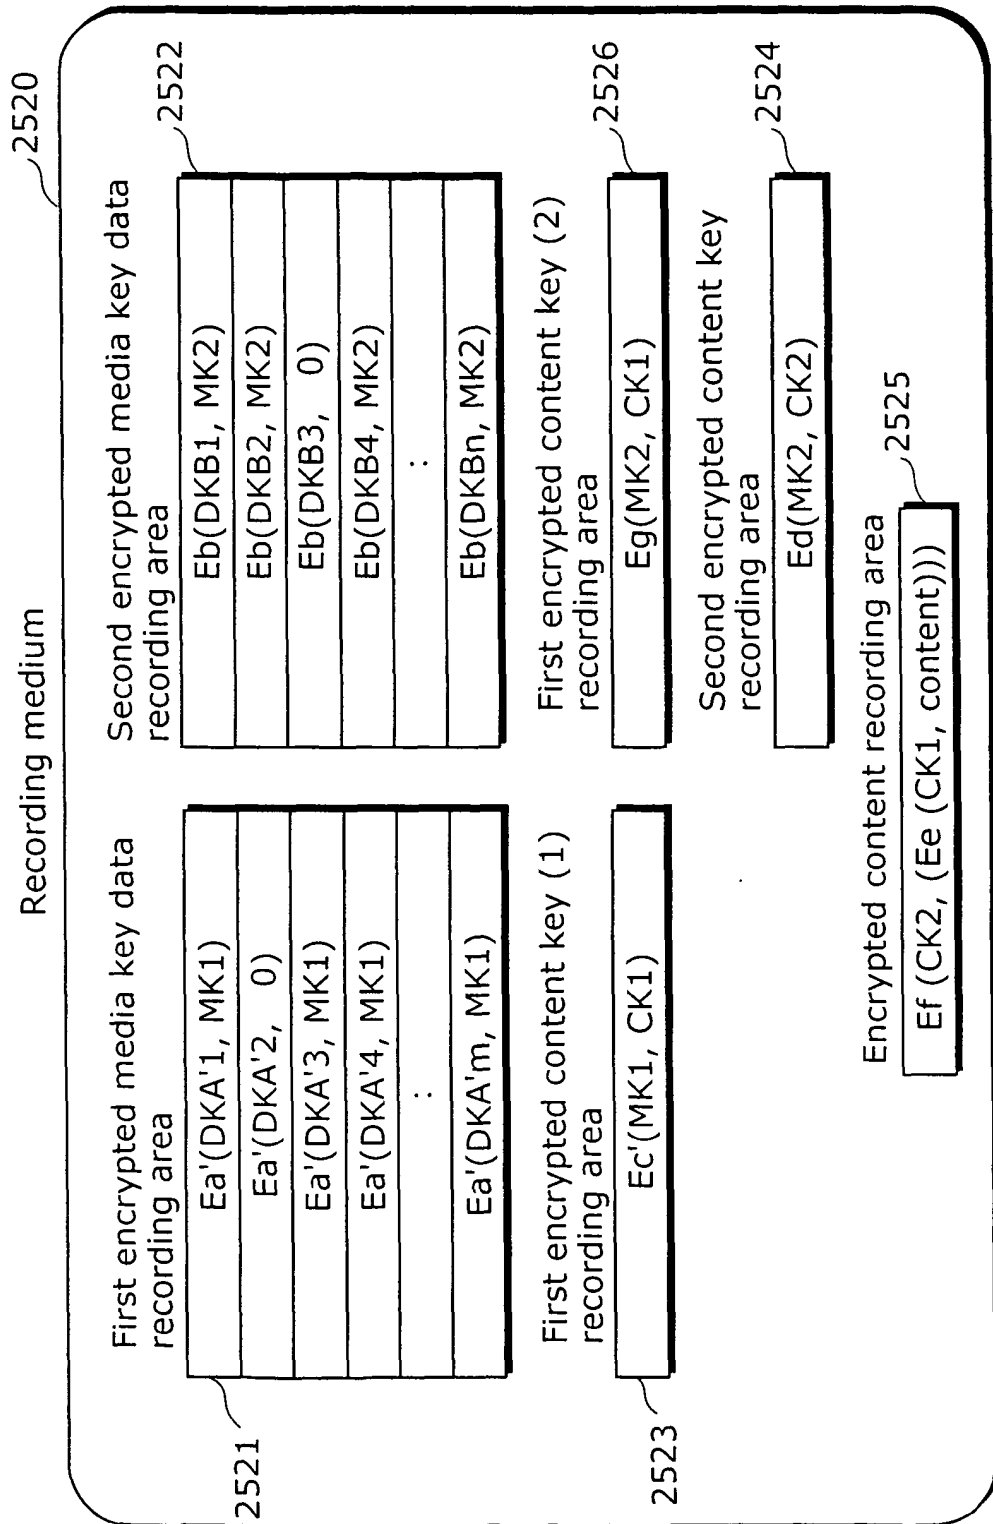 Recording medium
2520
First encrypted media key data
recording area
2521
Ea'(DKA'1, MK1)
Ea'(DKA'2, 0)
Ea'(DKA'3, MK1)
Ea'(DKA'4, MK1)
:
Ea'(DKA'm, MK1)
Second encrypted media key data
recording area
2522
Eb(DKB1, MK2)
Eb(DKB2, MK2)
Eb(DKB3, 0)
Eb(DKB4, MK2)
:
Eb(DKBn, MK2)
First encrypted content key (1)
recording area
2523
Ec'(MK1, CK1)
First encrypted content key (2)
recording area
2526
Eg(MK2, CK1)
Second encrypted content key
recording area
2524
Ed(MK2, CK2)
Encrypted content recording area
2525
Ef (CK2, (Ee (CK1, content)))